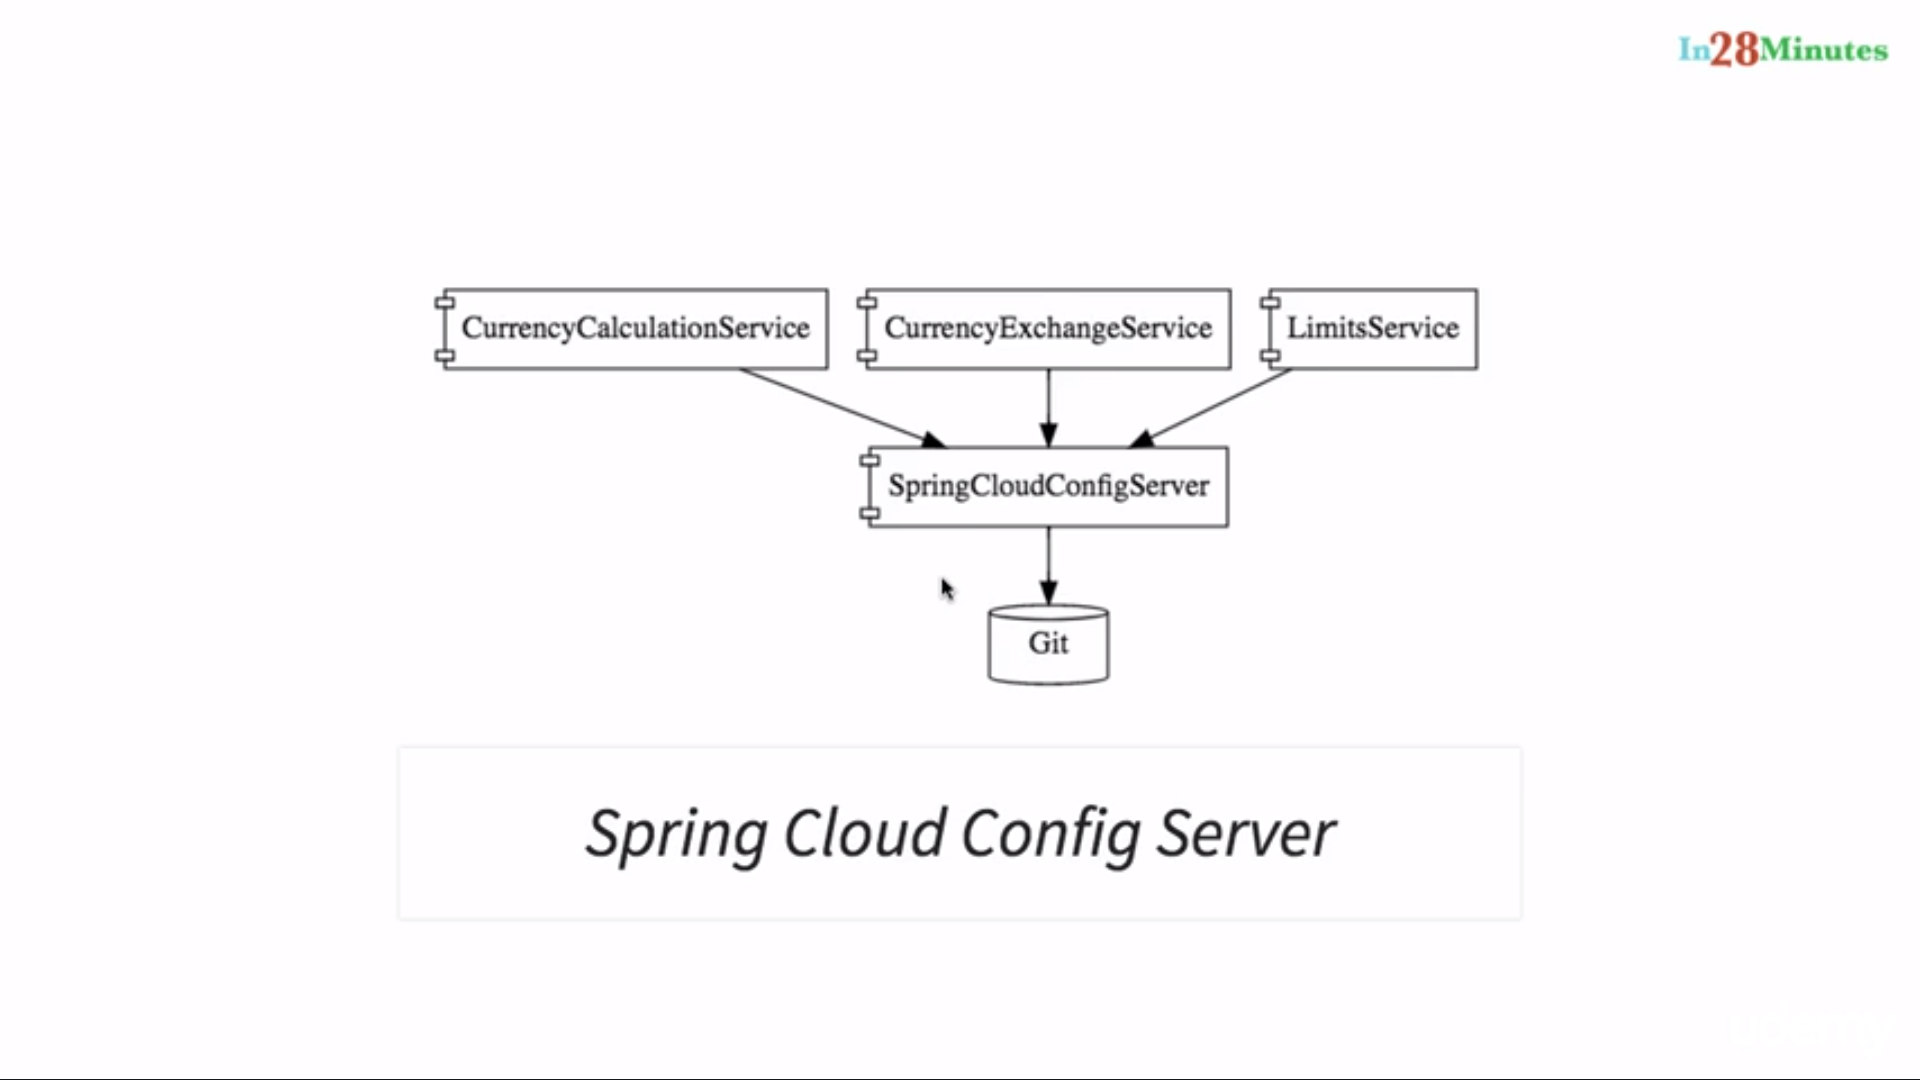 In28Minutes
CurrencyCalculationService
CurrencyExchangeService
LimitsService
SpringCloudConfigServer
Git
Spring Cloud Config Server